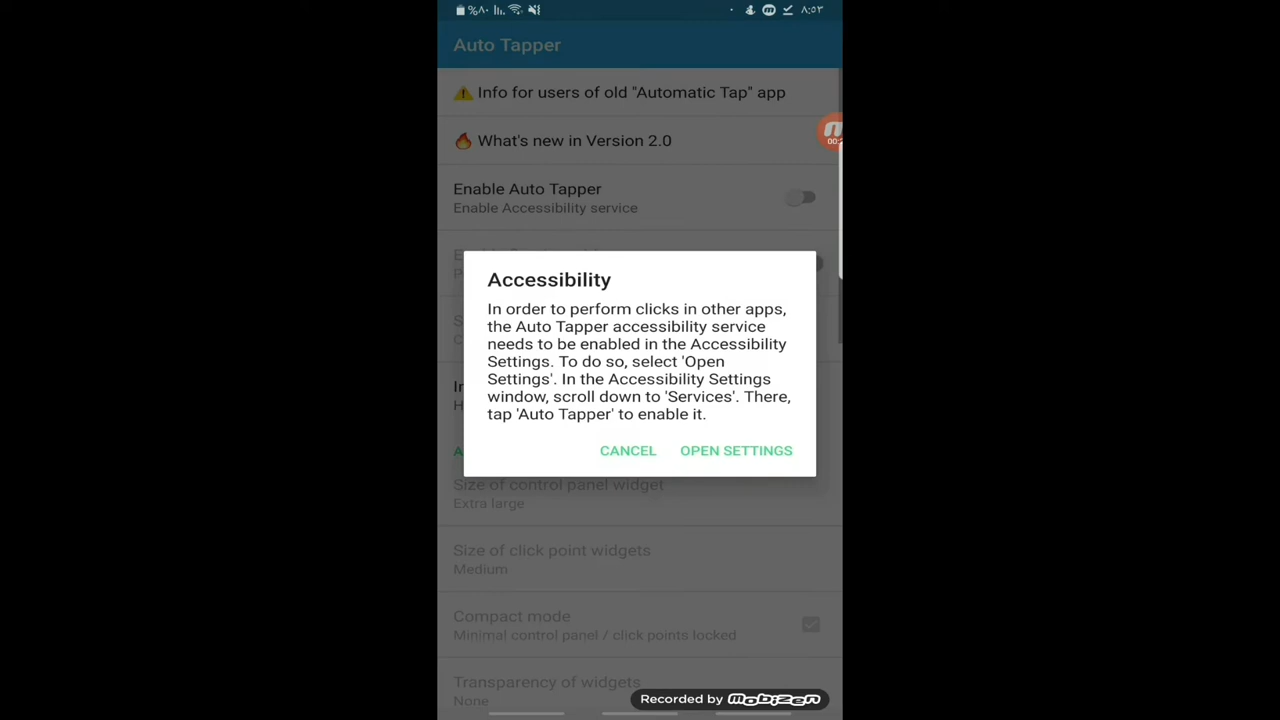 %٨٠ ٨:٥٣
Auto Tapper
Info for users of old "Automatic Tap" app
What's new in Version 2.0
Enable Auto Tapper
Enable Accessibility service
Accessibility
In order to perform clicks in other apps,
the Auto Tapper accessibility service
needs to be enabled in the Accessibility
Settings. To do so, select 'Open
Settings'. In the Accessibility Settings
window, scroll down to 'Services'. There,
tap 'Auto Tapper' to enable it.
CANCEL OPEN SETTINGS
Size of control panel widget
Extra large
Size of click point widgets
Medium
Compact mode
Minimal control panel / click points locked
Transparency of widgets
None
Recorded by mobizen